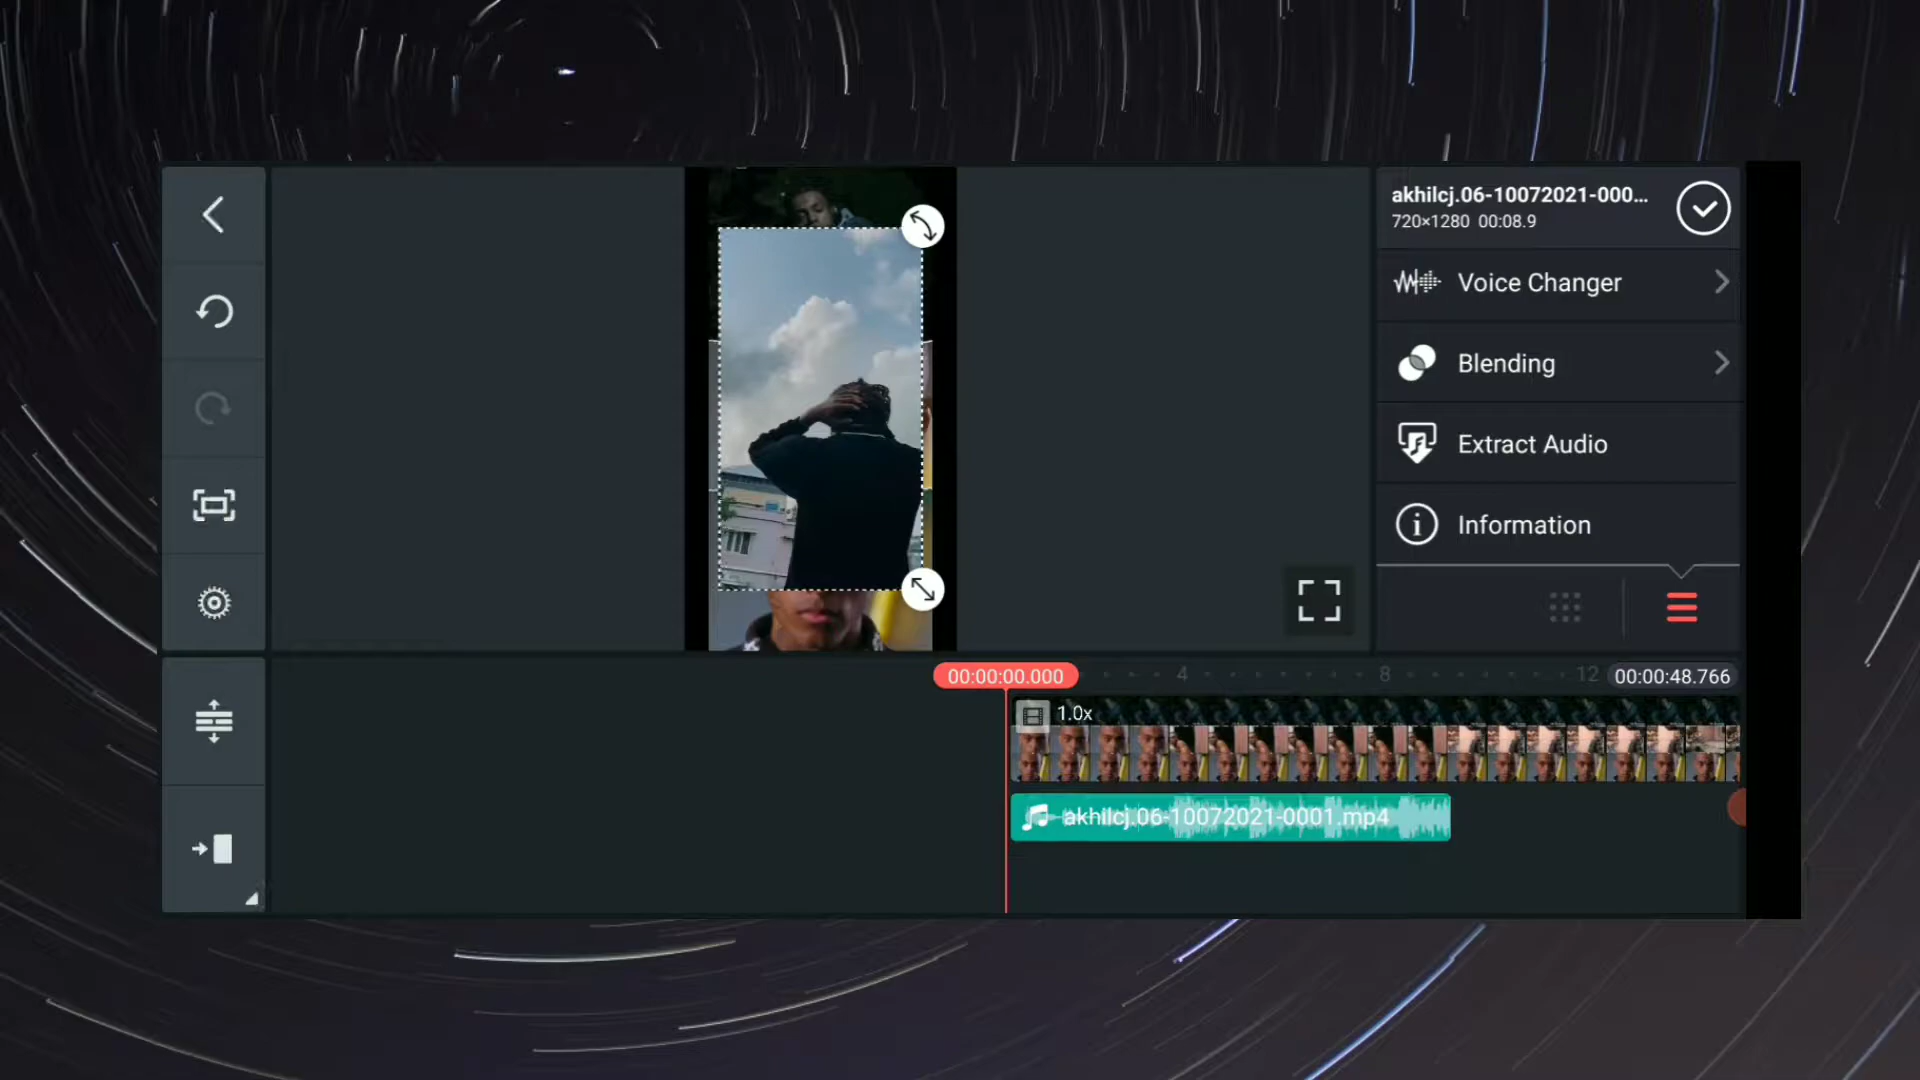 akhilcj.06-10072021-000...
720×1280 00:08.9
Voice Changer
Blending
Extract Audio
Information
00:00:00.000
4
8
12
00:00:48.766
1.0x
akhilcj.06-10072021-0001.mp4